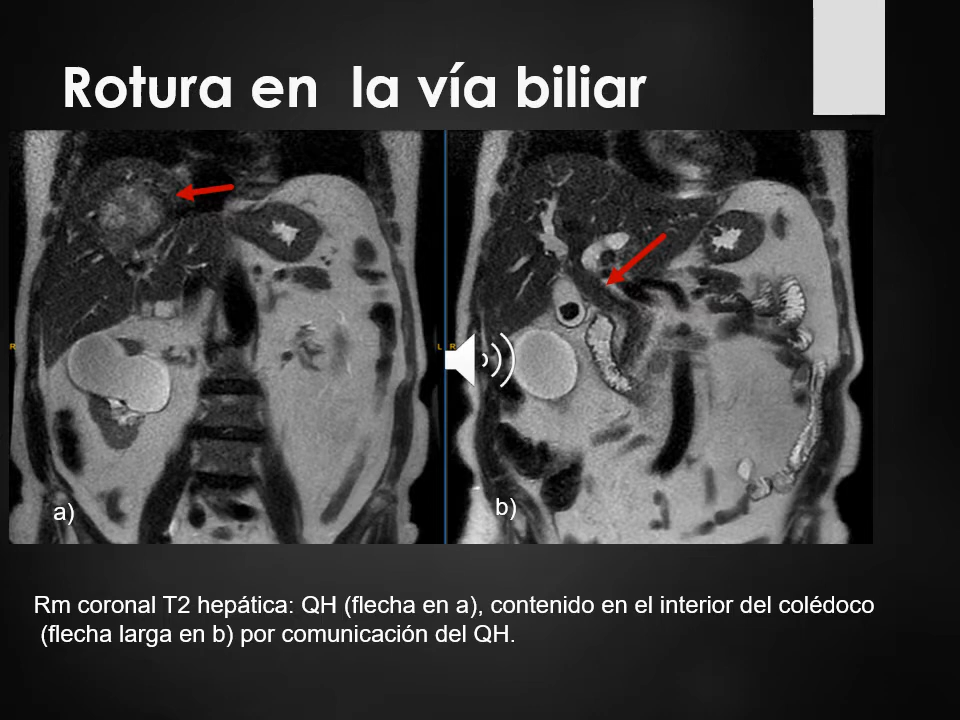 Rotura en la vía biliar
R
L R
a)
b)
Rm coronal T2 hepática: QH (flecha en a), contenido en el interior del colédoco
(flecha larga en b) por comunicación del QH.